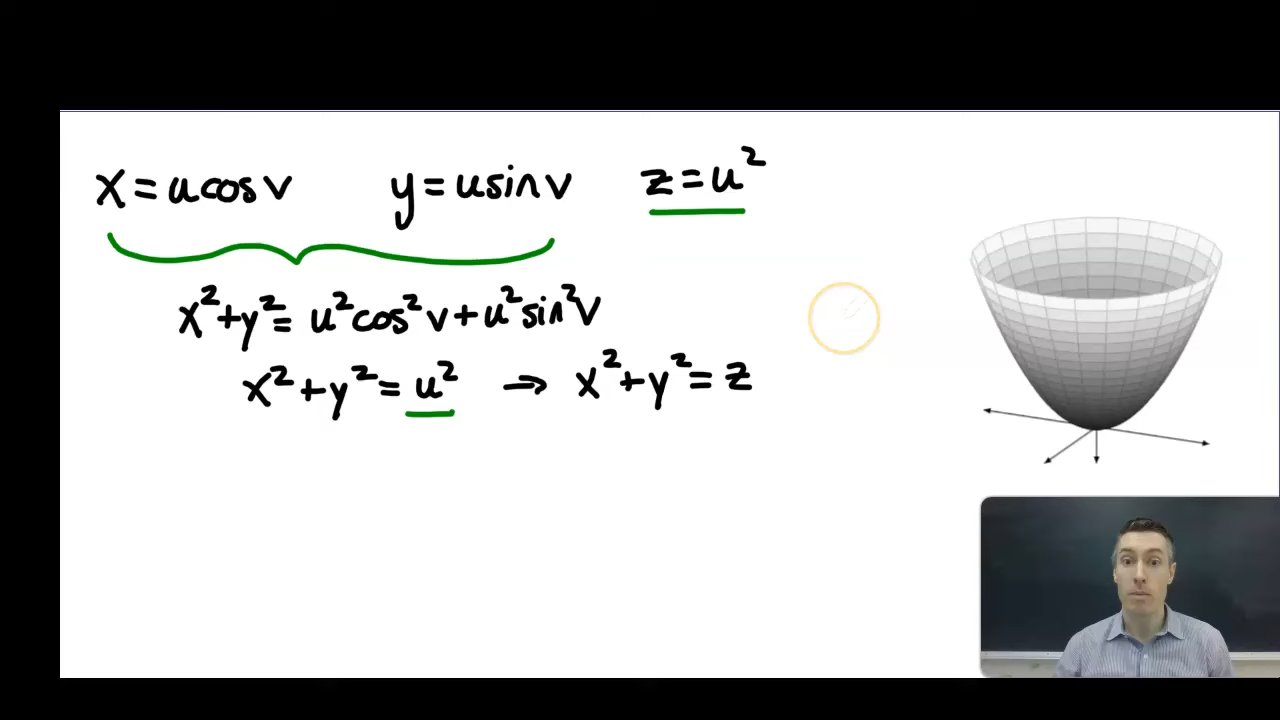 x = u cos v y = u sin v z = u²
x² + y² = u² cos² v + u² sin² v
x² + y² = u² → x² + y² = z